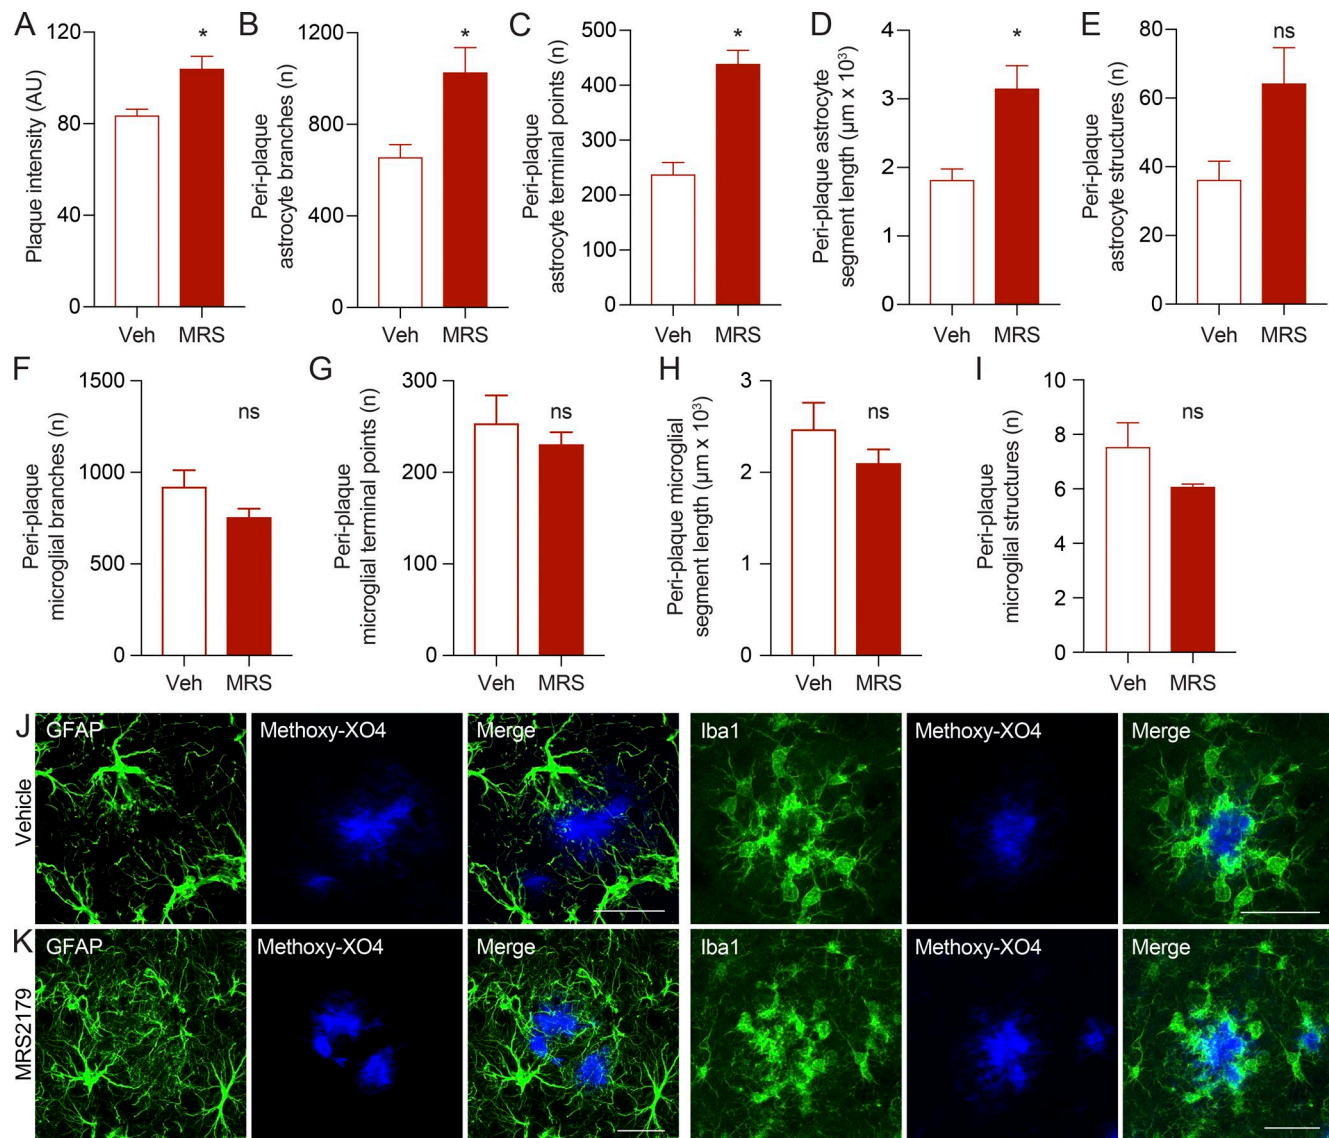 A
Plaque intensity (AU)
120
80
40
0
*
Veh MRS
B
Peri-plaque
astrocyte branches (n)
1200
800
400
0
*
Veh MRS
C
Peri-plaque
astrocyte terminal points (n)
500
400
300
200
100
0
*
Veh MRS
D
Peri-plaque astrocyte
segment length (µm x 10³)
4
3
2
1
0
*
Veh MRS
E
Peri-plaque
astrocyte structures (n)
80
60
40
20
0
ns
Veh MRS
F
Peri-plaque
microglial branches (n)
1500
1000
500
0
ns
Veh MRS
G
Peri-plaque
microglial terminal points (n)
300
200
100
0
ns
Veh MRS
H
Peri-plaque microglial
segment length (µm x 10³)
3
2
1
0
ns
Veh MRS
I
Peri-plaque
microglial structures (n)
10
8
6
4
2
0
ns
Veh MRS
J
Vehicle
GFAP Methoxy-XO4 Merge Iba1 Methoxy-XO4 Merge
K
MRS2179
GFAP Methoxy-XO4 Merge Iba1 Methoxy-XO4 Merge